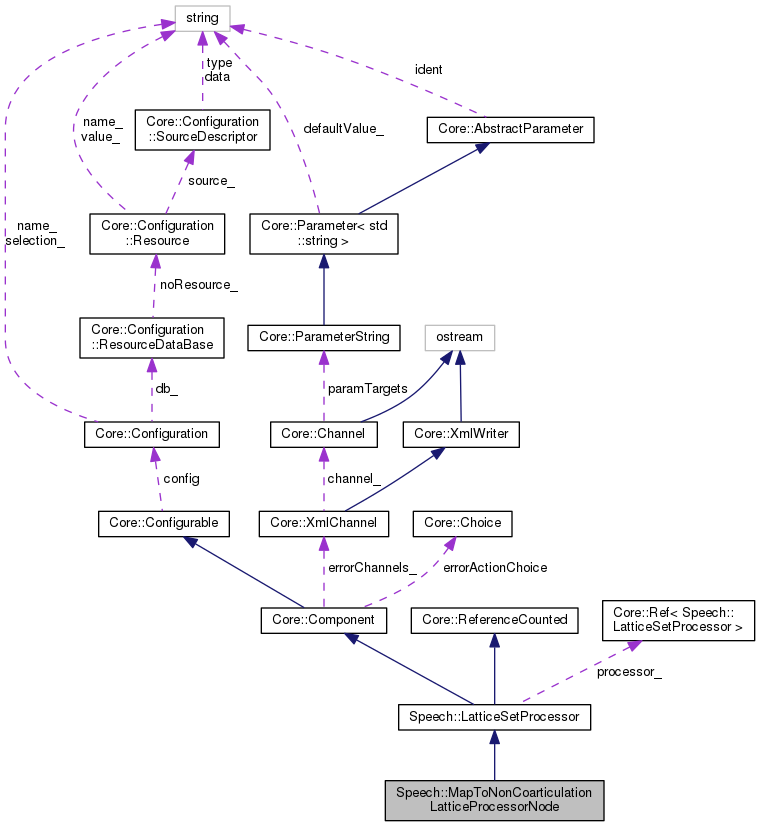 string
type
data
ident
Core::Configuration
::SourceDescriptor
name_
value_
defaultValue_
Core::AbstractParameter
source_
name_
selection_
Core::Configuration
::Resource
Core::Parameter< std
::string >
noResource_
Core::Configuration
::ResourceDataBase
Core::ParameterString
ostream
db_
paramTargets
Core::Configuration
Core::Channel
Core::XmlWriter
config
channel_
Core::Configurable
Core::XmlChannel
Core::Choice
errorChannels_
errorActionChoice
Core::Component
Core::ReferenceCounted
Core::Ref< Speech::
LatticeSetProcessor >
processor_
Speech::LatticeSetProcessor
Speech::MapToNonCoarticulation
LatticeProcessorNode